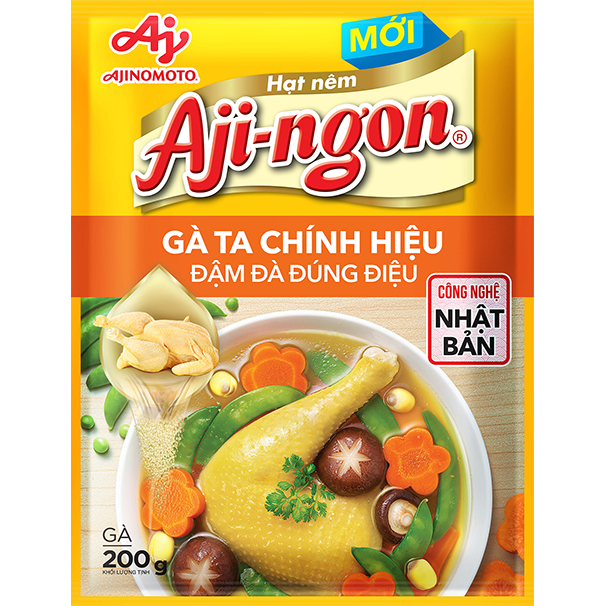 AJINOMOTO
MỚI
Hạt nêm
Aji-ngon®
GÀ TA CHÍNH HIỆU
ĐẬM ĐÀ ĐÚNG ĐIỆU
CÔNG NGHỆ
NHẬT
BẢN
GÀ
200g
KHỐI LƯỢNG TỊNH